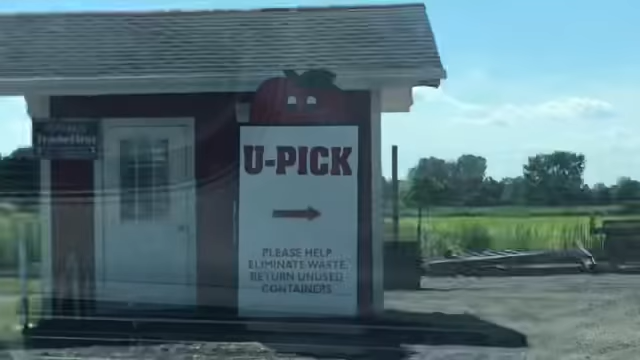 U-PICK
PLEASE HELP
ELIMINATE WASTE.
RETURN UNUSED
CONTAINERS